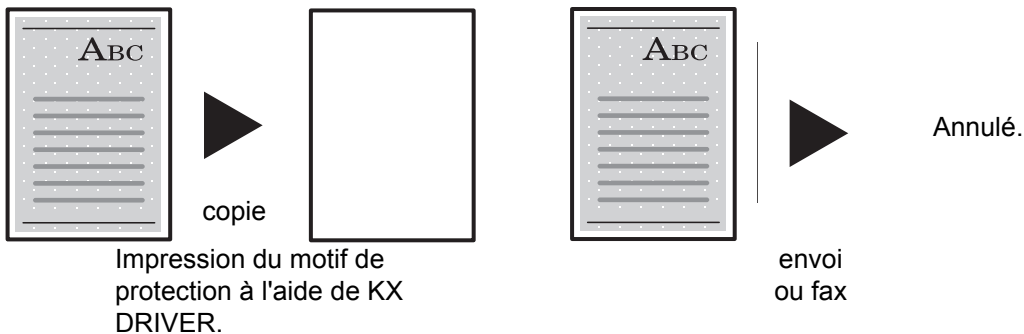 ABC
copie
Impression du motif de
protection à l'aide de KX
DRIVER.
ABC
envoi
ou fax
Annulé.